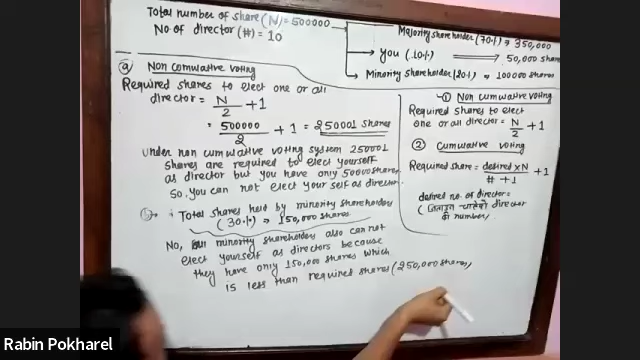 Total number of share (N) = 500000
No of director (#) = 10
Majority shareholder (70%) ⇒ 350,000
you (10%) ⇒ 50,000 shares
Minority shareholder (20%) ⇒ 100000 shares
(a) Non comulative voting
Required shares to elect one or all
director = N/2 + 1
= 500000/2 + 1 = 250001 shares
Under non cumulative voting system 250001
shares are required to elect yourself
as director but you have only 50000 shares
So, you can not elect your self as director.
(b) Total shares held by minority shareholders
(30%) ⇒ 150,000 shares
No, minority shareholders also can not
elect yourself as directors because
they have only 150,000 shares which
is less than required shares (250,000 shares)
(1) Non cumulative voting
Required shares to elect
one or all director = N/2 + 1
(2) Cumulative voting
Required share = desired × N / # + 1 + 1
desired no. of director =
director
number
Rabin Pokharel